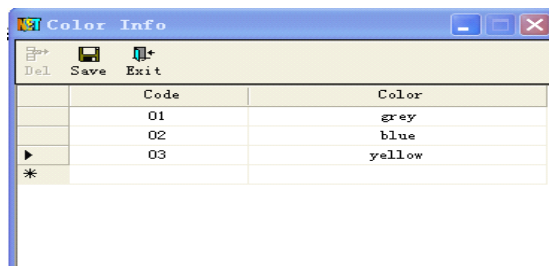 Color Info
Del Save Exit
Code Color
01 grey
02 blue
03 yellow
*